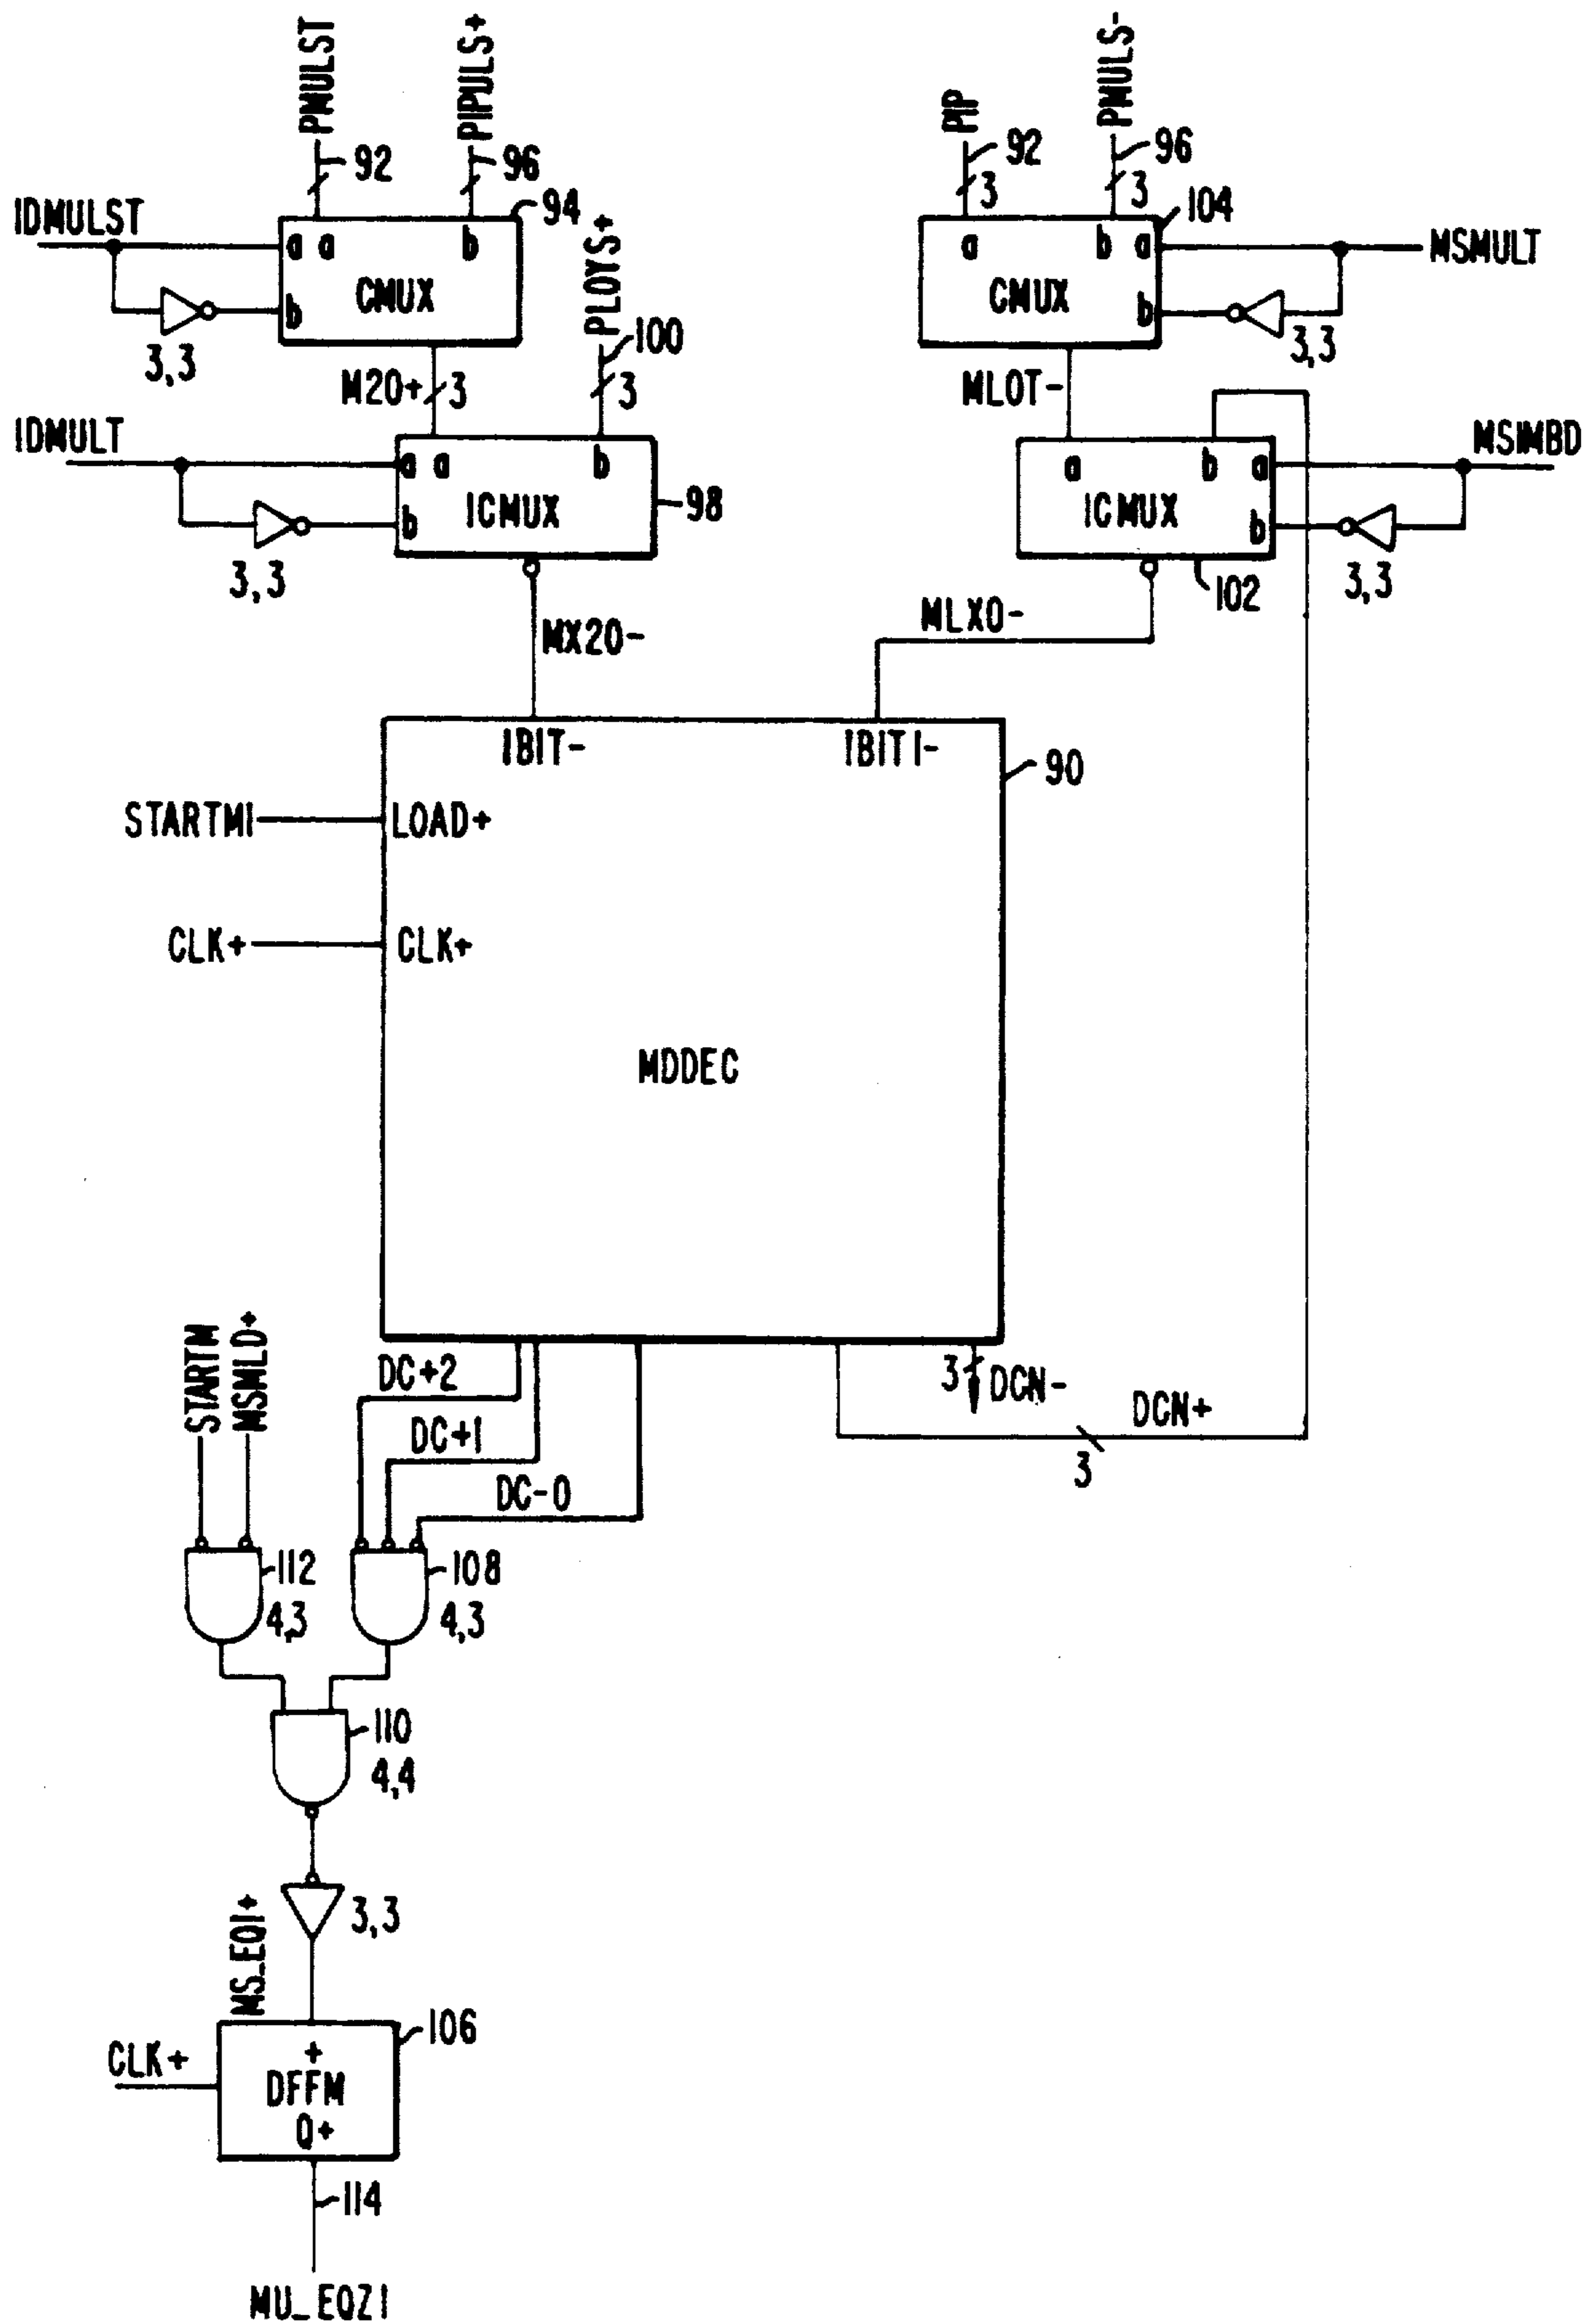 PMULST
PIPULS+
PIP
PMULS-
92
96
92
96
3
3
IDMULST
94
104
MSMULT
a a b
a b a
CMUX
CMUX
b
b
PLOYS+
3,3
100
3,3
M20+
3
3
MLOT-
IDMULT
MSIMBD
a a b
a b a
ICMUX
98
ICMUX
b
b
3,3
102
3,3
MX20-
MLX0-
IBIT-
IBIT1-
90
STARTMI
LOAD+
CLK+
CLK+
MDDEC
STARTM
MSMLD+
DC+2
3
DCN-
DC+1
DCN+
3
DC-0
112
108
4,3
4,3
110
4,4
MS_EQ1+
3,3
106
CLK+
+
DFFM
Q+
114
MU_EQZ1